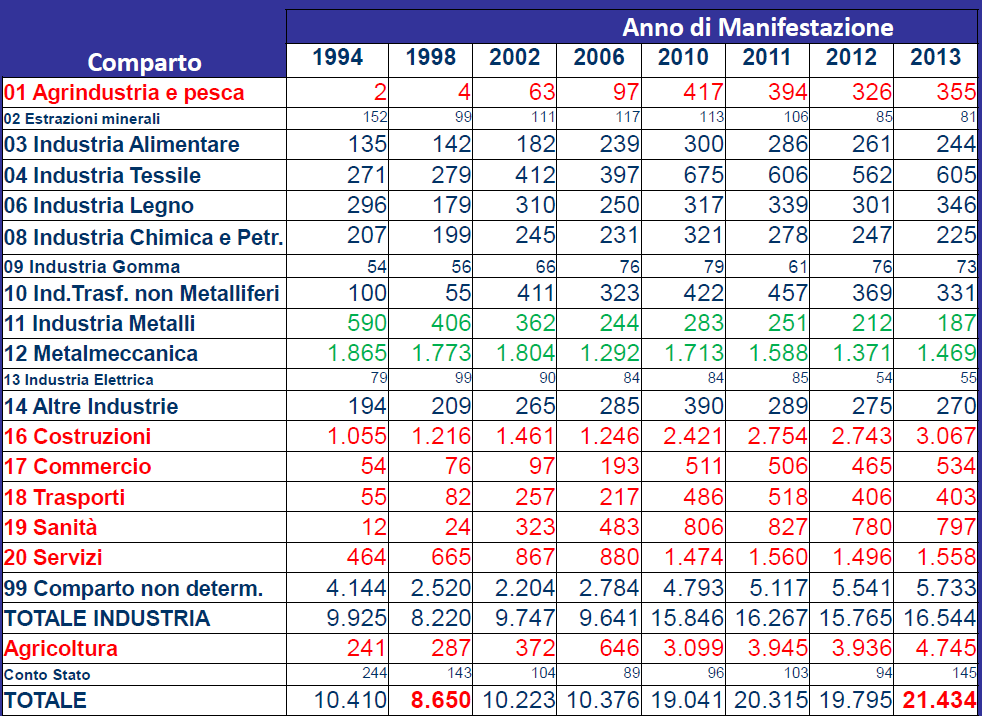 Anno di Manifestazione
Comparto 1994 1998 2002 2006 2010 2011 2012 2013
01 Agrindustria e pesca 2 4 63 97 417 394 326 355
02 Estrazioni minerali 152 99 111 117 113 106 85 81
03 Industria Alimentare 135 142 182 239 300 286 261 244
04 Industria Tessile 271 279 412 397 675 606 562 605
06 Industria Legno 296 179 310 250 317 339 301 346
08 Industria Chimica e Petr. 207 199 245 231 321 278 247 225
09 Industria Gomma 54 56 66 76 79 61 76 73
10 Ind.Trasf. non Metalliferi 100 55 411 323 422 457 369 331
11 Industria Metalli 590 406 362 244 283 251 212 187
12 Metalmeccanica 1.865 1.773 1.804 1.292 1.713 1.588 1.371 1.469
13 Industria Elettrica 79 99 90 84 84 85 54 55
14 Altre Industrie 194 209 265 285 390 289 275 270
16 Costruzioni 1.055 1.216 1.461 1.246 2.421 2.754 2.743 3.067
17 Commercio 54 76 97 193 511 506 465 534
18 Trasporti 55 82 257 217 486 518 406 403
19 Sanità 12 24 323 483 806 827 780 797
20 Servizi 464 665 867 880 1.474 1.560 1.496 1.558
99 Comparto non determ. 4.144 2.520 2.204 2.784 4.793 5.117 5.541 5.733
TOTALE INDUSTRIA 9.925 8.220 9.747 9.641 15.846 16.267 15.765 16.544
Agricoltura 241 287 372 646 3.099 3.945 3.936 4.745
Conto Stato 244 143 104 89 96 103 94 145
TOTALE 10.410 8.650 10.223 10.376 19.041 20.315 19.795 21.434